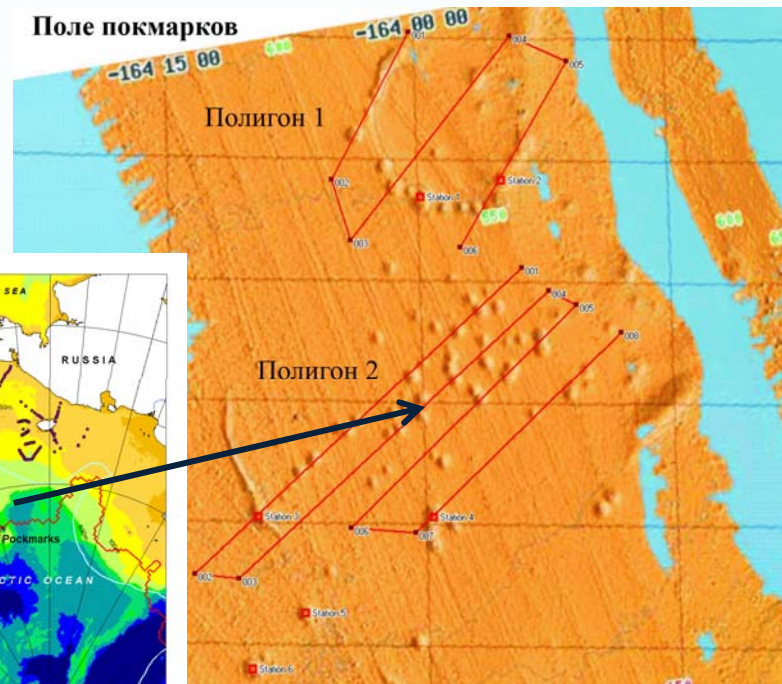 Поле покмарков
-164 15 00
600
-164 00 00
001
004
005
Полигон 1
002
Station 1
Station 2
003
550
006
600
001
004
005
008
Полигон 2
Station 3
006
007
Station 4
002
003
Station 5
Station 6
SEA
RUSSIA
Pockmarks
OCEAN